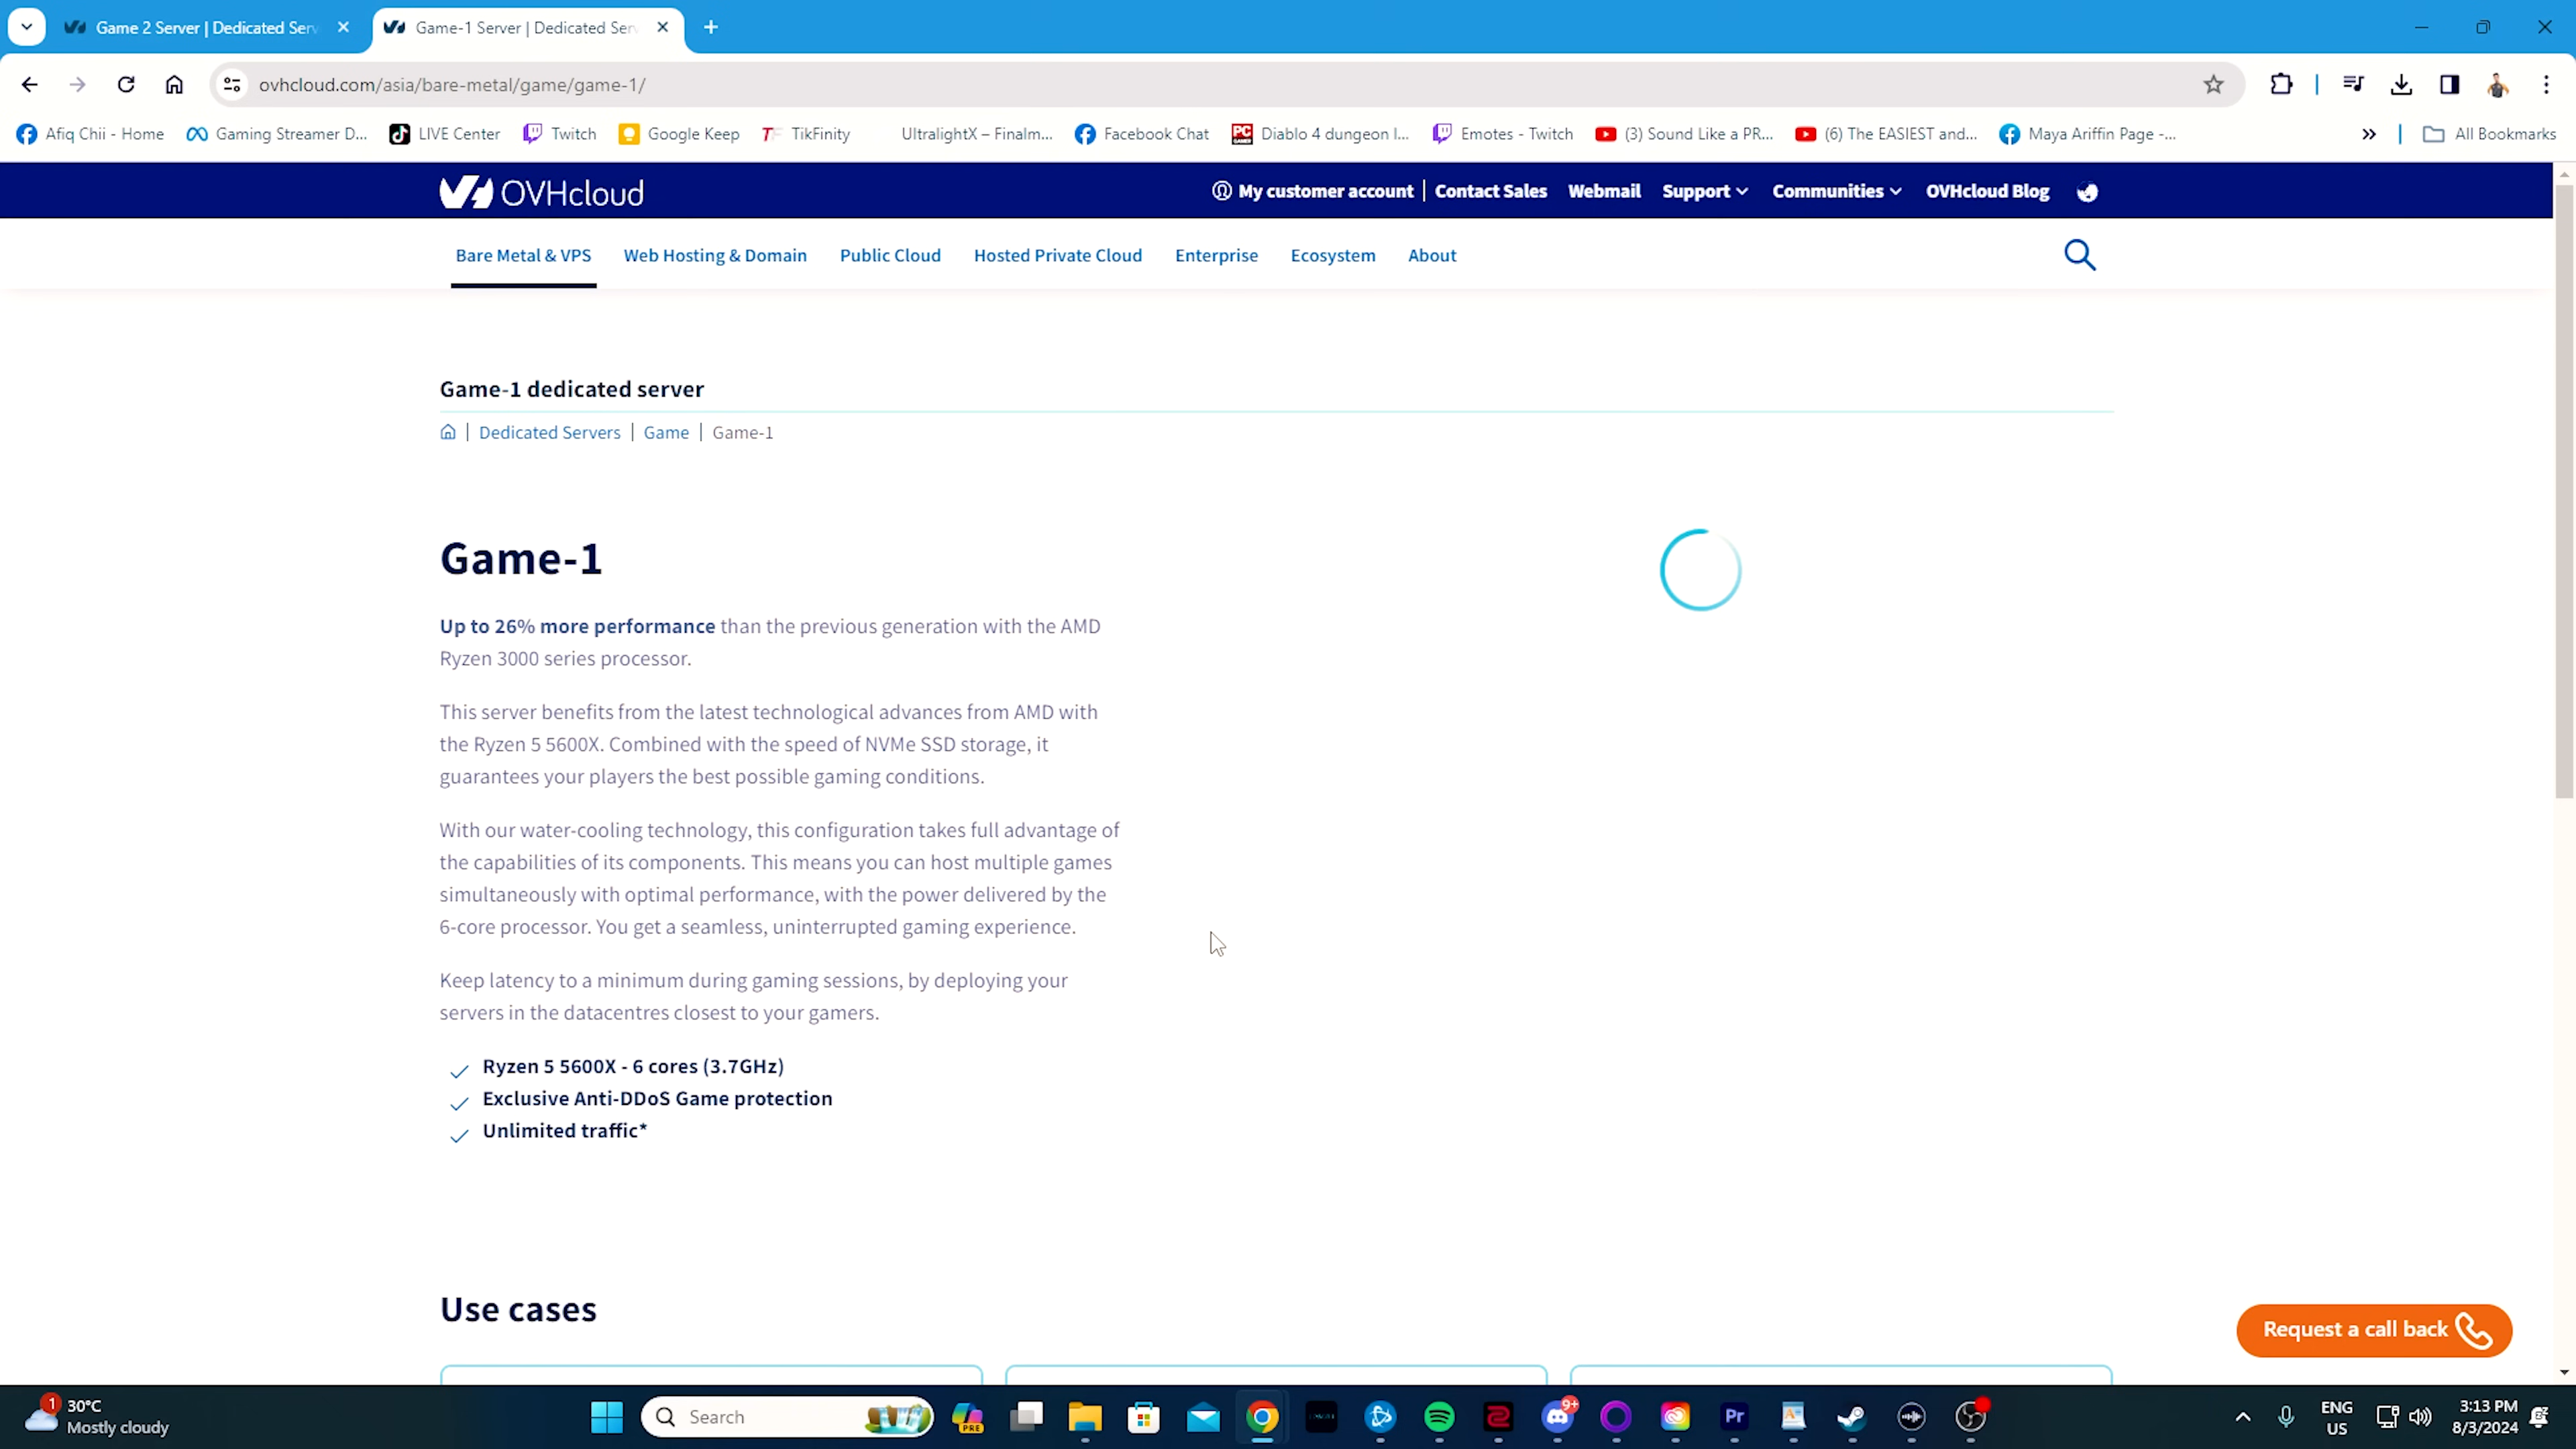 Game 2 Server | Dedicated Serv
Game-1 Server | Dedicated Ser
ovhcloud.com/asia/bare-metal/game/game-1/
Afiq Chii - Home
Gaming Streamer D...
LIVE Center
Twitch
Google Keep
TikFinity
UltralightX – Finalm...
Facebook Chat
Diablo 4 dungeon l...
Emotes - Twitch
(3) Sound Like a PR...
(6) The EASIEST and...
Maya Ariffin Page -...
All Bookmarks
OVHcloud
My customer account | Contact Sales Webmail Support Communities OVHcloud Blog
Bare Metal & VPS Web Hosting & Domain Public Cloud Hosted Private Cloud Enterprise Ecosystem About
Game-1 dedicated server
| Dedicated Servers | Game | Game-1
Game-1
Up to 26% more performance than the previous generation with the AMD
Ryzen 3000 series processor.
This server benefits from the latest technological advances from AMD with
the Ryzen 5 5600X. Combined with the speed of NVMe SSD storage, it
guarantees your players the best possible gaming conditions.
With our water-cooling technology, this configuration takes full advantage of
the capabilities of its components. This means you can host multiple games
simultaneously with optimal performance, with the power delivered by the
6-core processor. You get a seamless, uninterrupted gaming experience.
Keep latency to a minimum during gaming sessions, by deploying your
servers in the datacentres closest to your gamers.
Ryzen 5 5600X - 6 cores (3.7GHz)
Exclusive Anti-DDoS Game protection
Unlimited traffic*
Use cases
Request a call back
1
30°C
Mostly cloudy
Search
PRE
9+
Pr
ENG
US
3:13 PM
8/3/2024